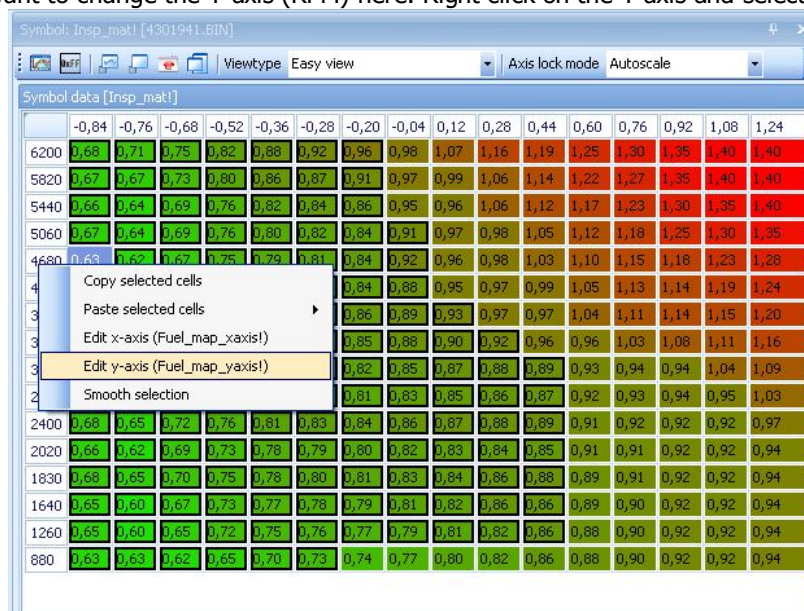 want to change the Y-axis (RPM) here. Right click on the Y-axis and select
Symbol: Insp_mat! [4301941.BIN]
0xFF Viewtype Easy view Axis lock mode Autoscale
Symbol data [Insp_mat!]
-0,84 -0,76 -0,68 -0,52 -0,36 -0,28 -0,20 -0,04 0,12 0,28 0,44 0,60 0,76 0,92 1,08 1,24
6200 0,68 0,71 0,75 0,82 0,88 0,92 0,96 0,98 1,07 1,16 1,19 1,25 1,30 1,35 1,40 1,40
5820 0,67 0,67 0,73 0,80 0,86 0,87 0,91 0,97 0,99 1,06 1,14 1,22 1,27 1,35 1,40 1,40
5440 0,66 0,64 0,69 0,76 0,82 0,84 0,86 0,95 0,96 1,06 1,12 1,17 1,23 1,30 1,35 1,40
5060 0,67 0,64 0,69 0,76 0,80 0,82 0,84 0,91 0,97 0,98 1,05 1,12 1,18 1,25 1,30 1,35
4680 0,63 0,62 0,67 0,75 0,79 0,81 0,84 0,92 0,96 0,98 1,03 1,10 1,15 1,18 1,23 1,28
4 Copy selected cells 0,84 0,88 0,95 0,97 0,99 1,05 1,13 1,14 1,19 1,24
3 Paste selected cells 0,86 0,89 0,93 0,97 0,97 1,04 1,11 1,14 1,15 1,20
3 Edit x-axis (Fuel_map_xaxis!) 0,85 0,88 0,90 0,92 0,96 0,96 1,03 1,08 1,11 1,16
3 Edit y-axis (Fuel_map_yaxis!) 0,82 0,85 0,87 0,88 0,89 0,93 0,94 0,94 1,04 1,09
2 Smooth selection 0,81 0,83 0,85 0,86 0,87 0,92 0,93 0,94 0,95 1,03
2400 0,68 0,65 0,72 0,76 0,81 0,83 0,84 0,86 0,87 0,88 0,89 0,91 0,92 0,92 0,92 0,97
2020 0,66 0,62 0,69 0,73 0,78 0,79 0,80 0,82 0,83 0,84 0,85 0,91 0,91 0,92 0,92 0,94
1830 0,68 0,65 0,70 0,75 0,78 0,80 0,81 0,83 0,84 0,86 0,88 0,89 0,91 0,92 0,92 0,94
1640 0,65 0,60 0,67 0,73 0,77 0,78 0,79 0,81 0,82 0,86 0,86 0,89 0,90 0,92 0,92 0,94
1260 0,65 0,60 0,65 0,72 0,75 0,76 0,77 0,79 0,81 0,82 0,86 0,88 0,90 0,92 0,92 0,94
880 0,63 0,63 0,62 0,65 0,70 0,73 0,74 0,77 0,80 0,82 0,86 0,88 0,90 0,92 0,92 0,94